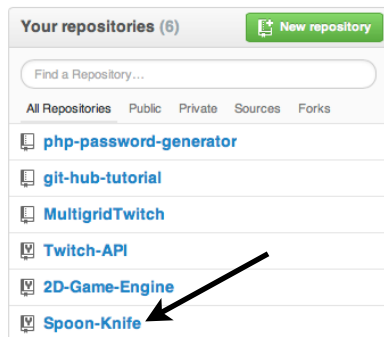 Your repositories (6) New repository
Find a Repository…
All Repositories Public Private Sources Forks
php-password-generator
git-hub-tutorial
MultigridTwitch
Twitch-API
2D-Game-Engine
Spoon-Knife